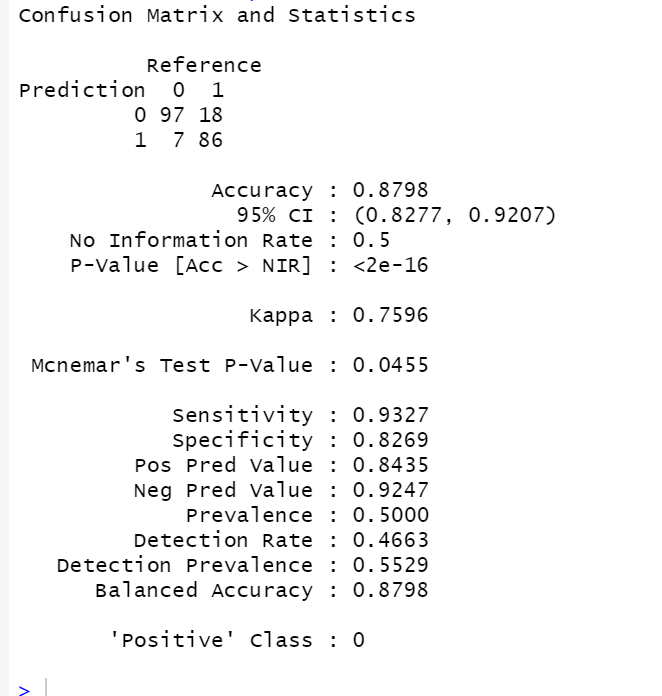 Confusion Matrix and Statistics
Reference
Prediction 0 1
0 97 18
1 7 86
Accuracy : 0.8798
95% CI : (0.8277, 0.9207)
No Information Rate : 0.5
P-Value [Acc > NIR] : <2e-16
Kappa : 0.7596
Mcnemar's Test P-Value : 0.0455
Sensitivity : 0.9327
Specificity : 0.8269
Pos Pred Value : 0.8435
Neg Pred Value : 0.9247
Prevalence : 0.5000
Detection Rate : 0.4663
Detection Prevalence : 0.5529
Balanced Accuracy : 0.8798
'Positive' Class : 0
>